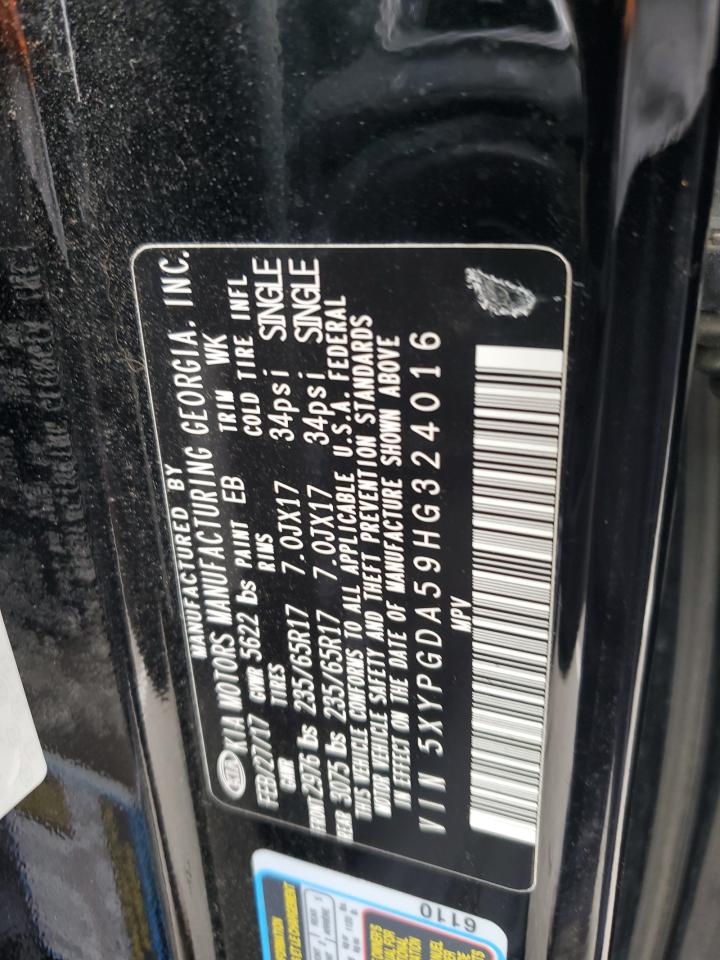 MANUFACTURED BY
KIA KIA MOTORS MANUFACTURING GEORGIA, INC.
FEB/27/17 GWR 5622 lbs PAINT EB TRIM WK
GAWR TIRES RIMS COLD TIRE INFL
FRNT 2976 lbs 235/65R17 7.0JX17 34psi SINGLE
REAR 3075 lbs 235/65R17 7.0JX17 34psi SINGLE
THIS VEHICLE CONFORMS TO ALL APPLICABLE U.S.A. FEDERAL
MOTOR VEHICLE SAFETY AND THEFT PREVENTION STANDARDS
IN EFFECT ON THE DATE OF MANUFACTURE SHOWN ABOVE
VIN 5XYPGDA59HG324016
MPV
6110